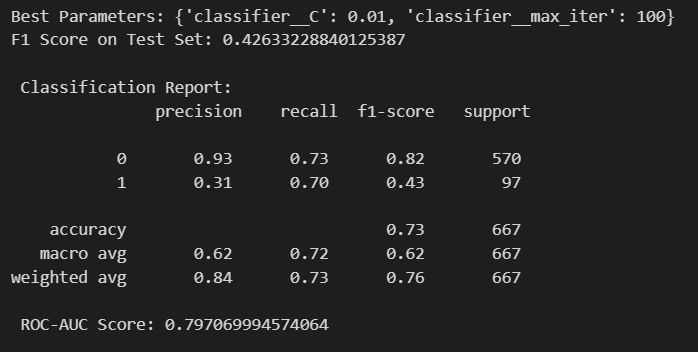 Best Parameters: {'classifier__C': 0.01, 'classifier__max_iter': 100}
F1 Score on Test Set: 0.42633228840125387
Classification Report:
precision recall f1-score support
0 0.93 0.73 0.82 570
1 0.31 0.70 0.43 97
accuracy 0.73 667
macro avg 0.62 0.72 0.62 667
weighted avg 0.84 0.73 0.76 667
ROC-AUC Score: 0.797069994574064